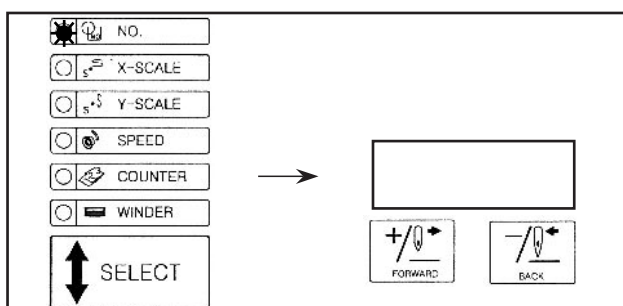 NO.
X-SCALE
Y-SCALE
SPEED
COUNTER
WINDER
SELECT
FORWARD
BACK